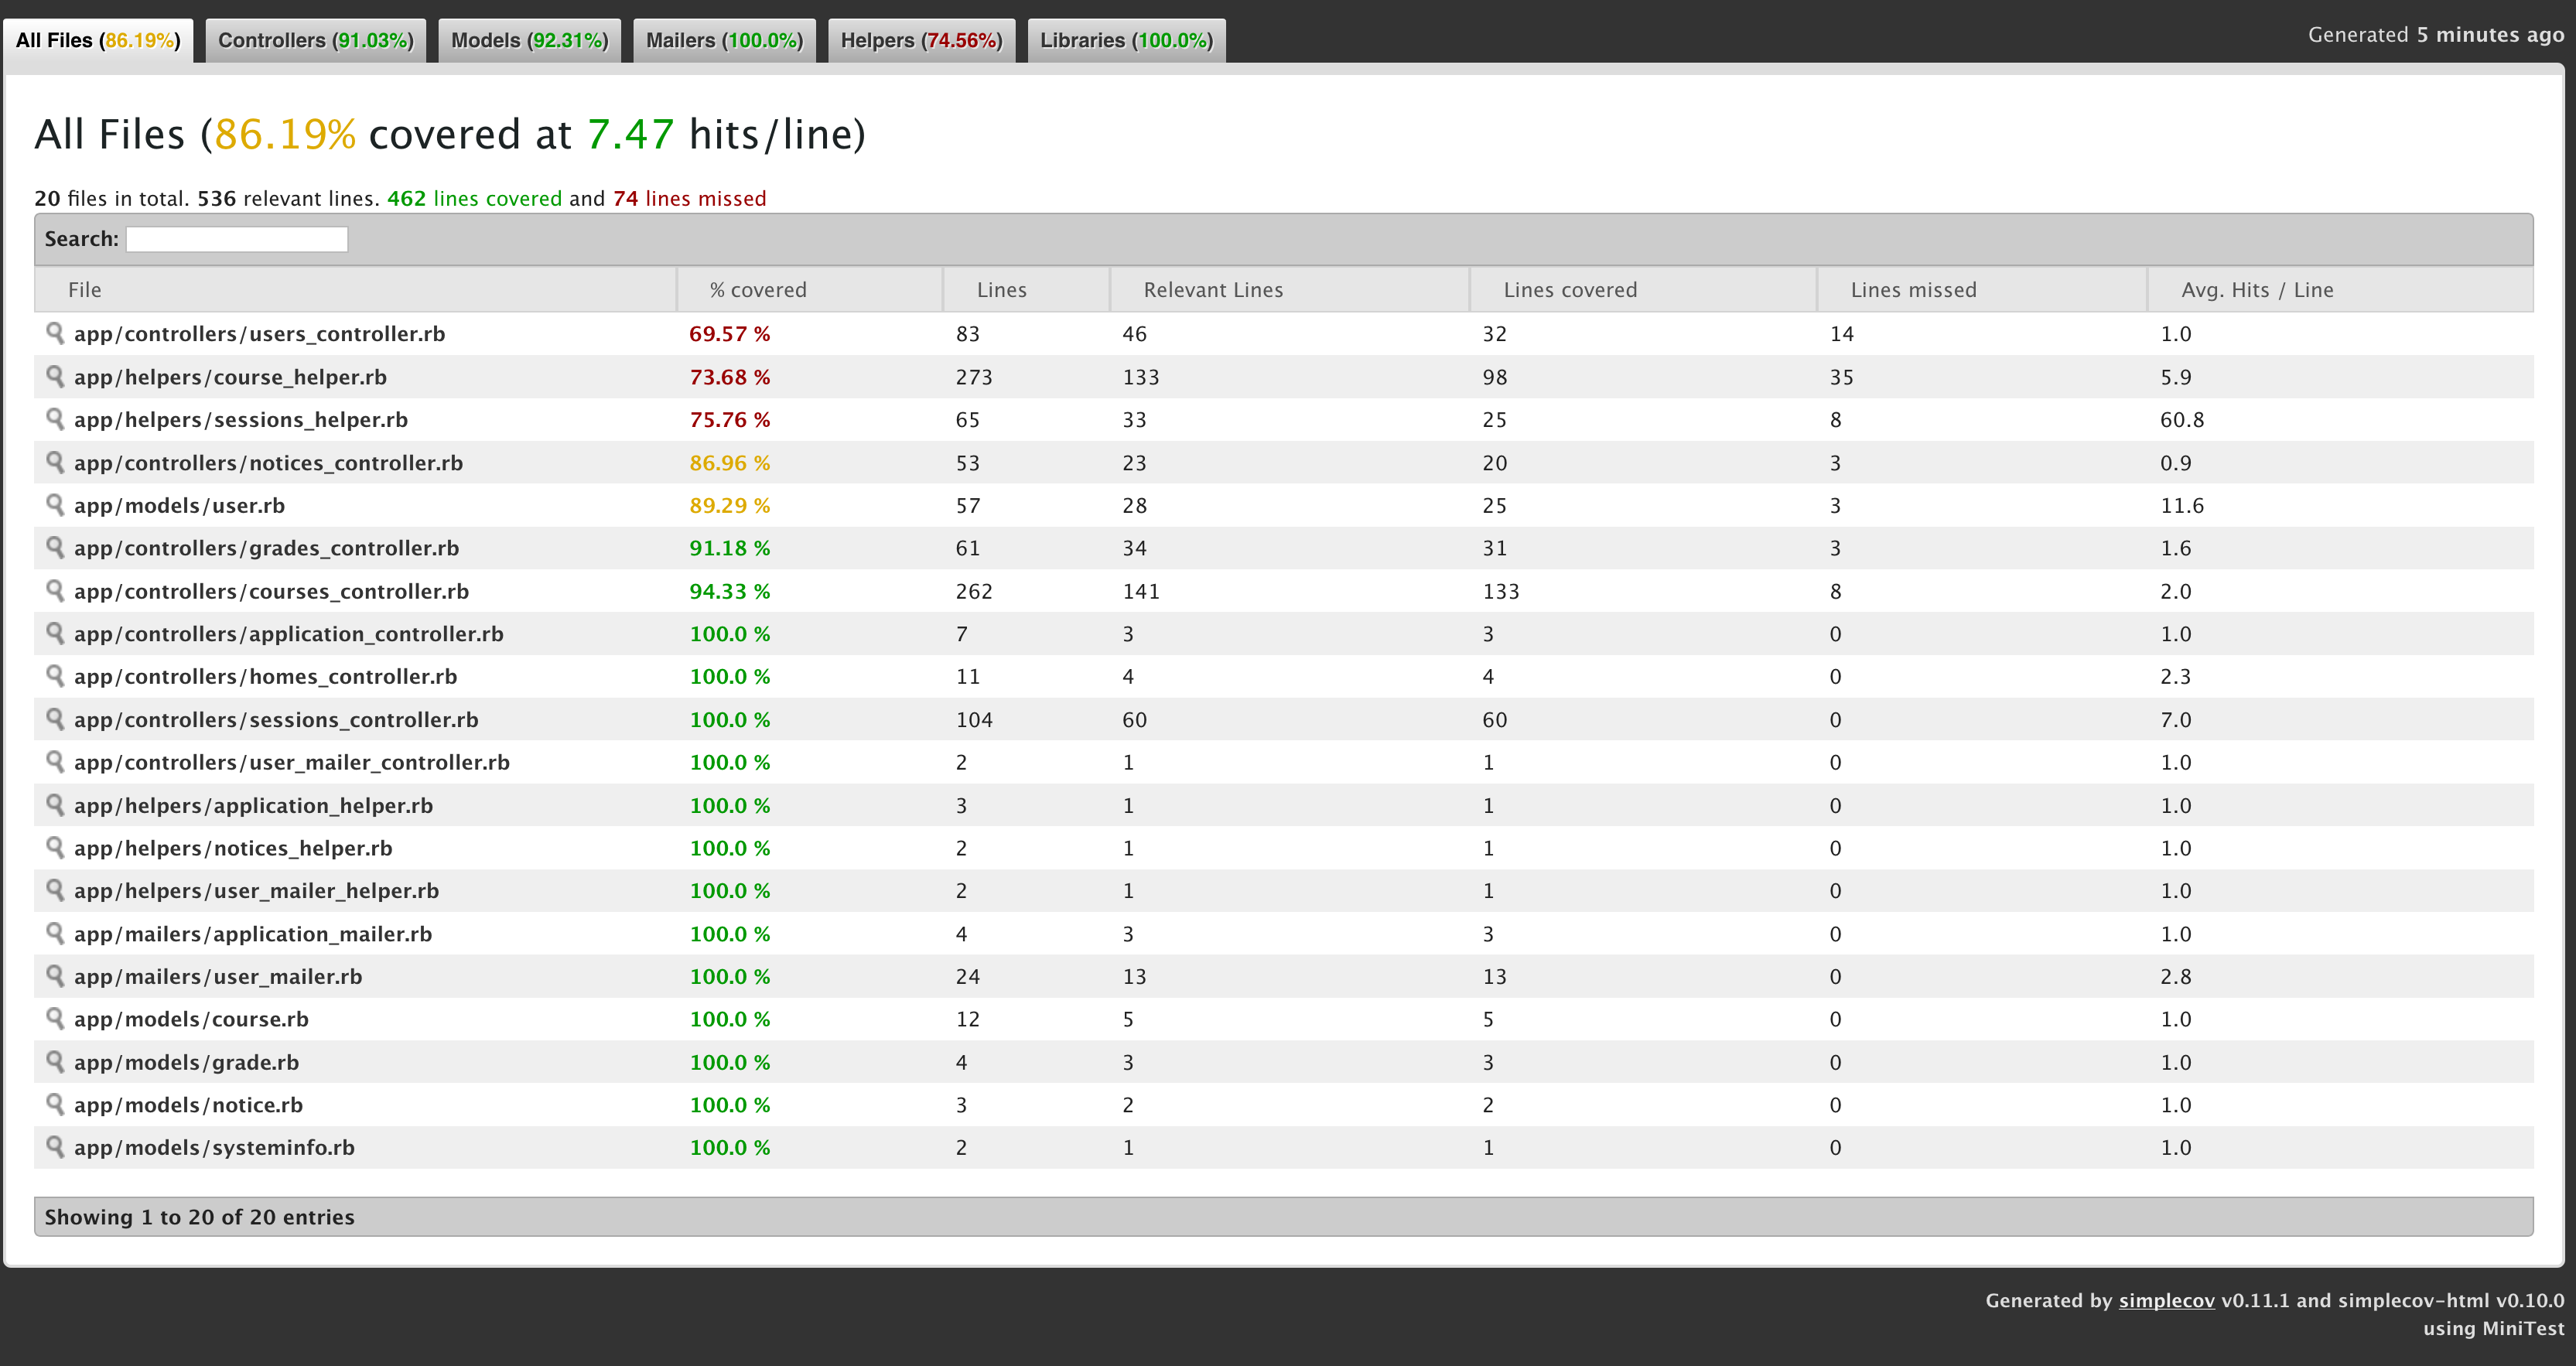 All Files (86.19%) Controllers (91.03%) Models (92.31%) Mailers (100.0%) Helpers (74.56%) Libraries (100.0%) Generated 5 minutes ago
All Files (86.19% covered at 7.47 hits/line)
20 files in total. 536 relevant lines. 462 lines covered and 74 lines missed
Search:
File % covered Lines Relevant Lines Lines covered Lines missed Avg. Hits / Line
app/controllers/users_controller.rb 69.57 % 83 46 32 14 1.0
app/helpers/course_helper.rb 73.68 % 273 133 98 35 5.9
app/helpers/sessions_helper.rb 75.76 % 65 33 25 8 60.8
app/controllers/notices_controller.rb 86.96 % 53 23 20 3 0.9
app/models/user.rb 89.29 % 57 28 25 3 11.6
app/controllers/grades_controller.rb 91.18 % 61 34 31 3 1.6
app/controllers/courses_controller.rb 94.33 % 262 141 133 8 2.0
app/controllers/application_controller.rb 100.0 % 7 3 3 0 1.0
app/controllers/homes_controller.rb 100.0 % 11 4 4 0 2.3
app/controllers/sessions_controller.rb 100.0 % 104 60 60 0 7.0
app/controllers/user_mailer_controller.rb 100.0 % 2 1 1 0 1.0
app/helpers/application_helper.rb 100.0 % 3 1 1 0 1.0
app/helpers/notices_helper.rb 100.0 % 2 1 1 0 1.0
app/helpers/user_mailer_helper.rb 100.0 % 2 1 1 0 1.0
app/mailers/application_mailer.rb 100.0 % 4 3 3 0 1.0
app/mailers/user_mailer.rb 100.0 % 24 13 13 0 2.8
app/models/course.rb 100.0 % 12 5 5 0 1.0
app/models/grade.rb 100.0 % 4 3 3 0 1.0
app/models/notice.rb 100.0 % 3 2 2 0 1.0
app/models/systeminfo.rb 100.0 % 2 1 1 0 1.0
Showing 1 to 20 of 20 entries
Generated by simplecov v0.11.1 and simplecov-html v0.10.0
using MiniTest